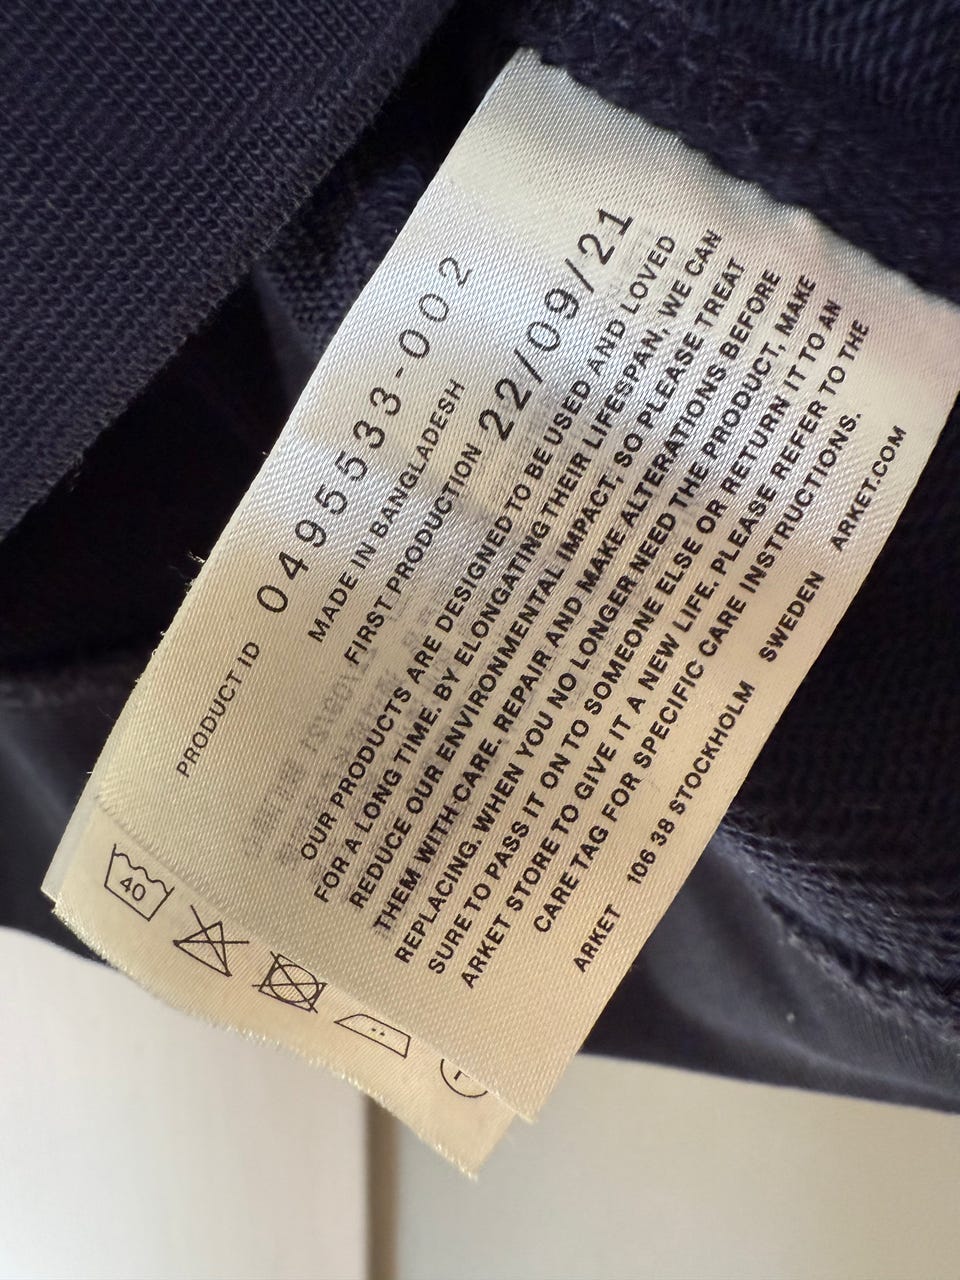 PRODUCT ID 0495533-002
MADE IN BANGLADESH
FIRST PRODUCTION 22/09/21
OUR PRODUCTS ARE DESIGNED TO BE USED AND LOVED
FOR A LONG TIME. BY ELONGATING THEIR LIFESPAN, WE CAN
REDUCE OUR ENVIRONMENTAL IMPACT, SO PLEASE TREAT
THEM WITH CARE. REPAIR AND MAKE ALTERATIONS BEFORE
REPLACING. WHEN YOU NO LONGER NEED THE PRODUCT, MAKE
SURE TO PASS IT ON TO SOMEONE ELSE OR RETURN IT TO AN
ARKET STORE TO GIVE IT A NEW LIFE. PLEASE REFER TO THE
CARE TAG FOR SPECIFIC CARE INSTRUCTIONS.
ARKET 106 38 STOCKHOLM SWEDEN ARKET.COM
40